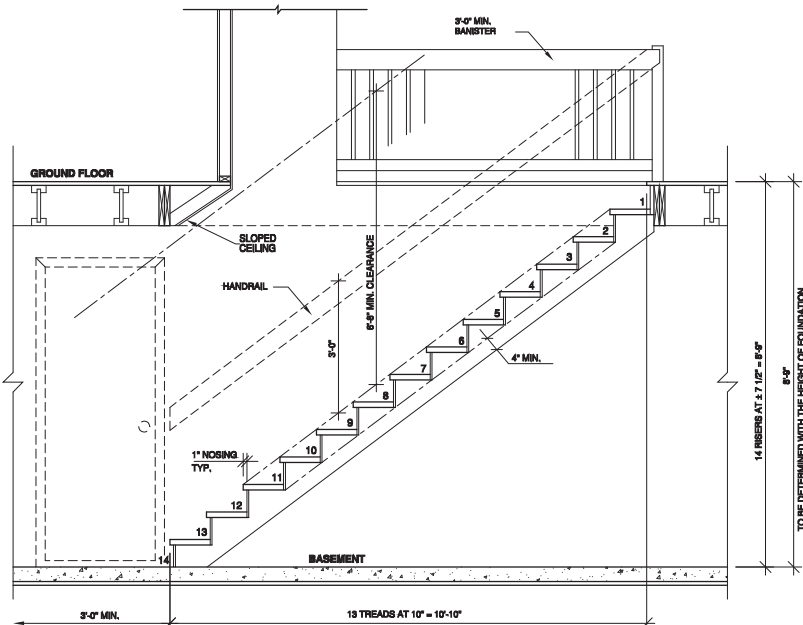 3'-0" MIN.
BANISTER
GROUND FLOOR
SLOPED
CEILING
HANDRAIL
6'-8" MIN. CLEARANCE
3'-0"
1
2
3
4
5
6
7
8
9
10
11
12
13
14
4" MIN.
1" NOSING
TYP.
BASEMENT
3'-0" MIN.
13 TREADS AT 10" = 10'-10"
14 RISERS AT ± 7 1/2" = 8'-9"
8'-9"
TO BE DETERMINED WITH THE HEIGHT OF FOUNDATION